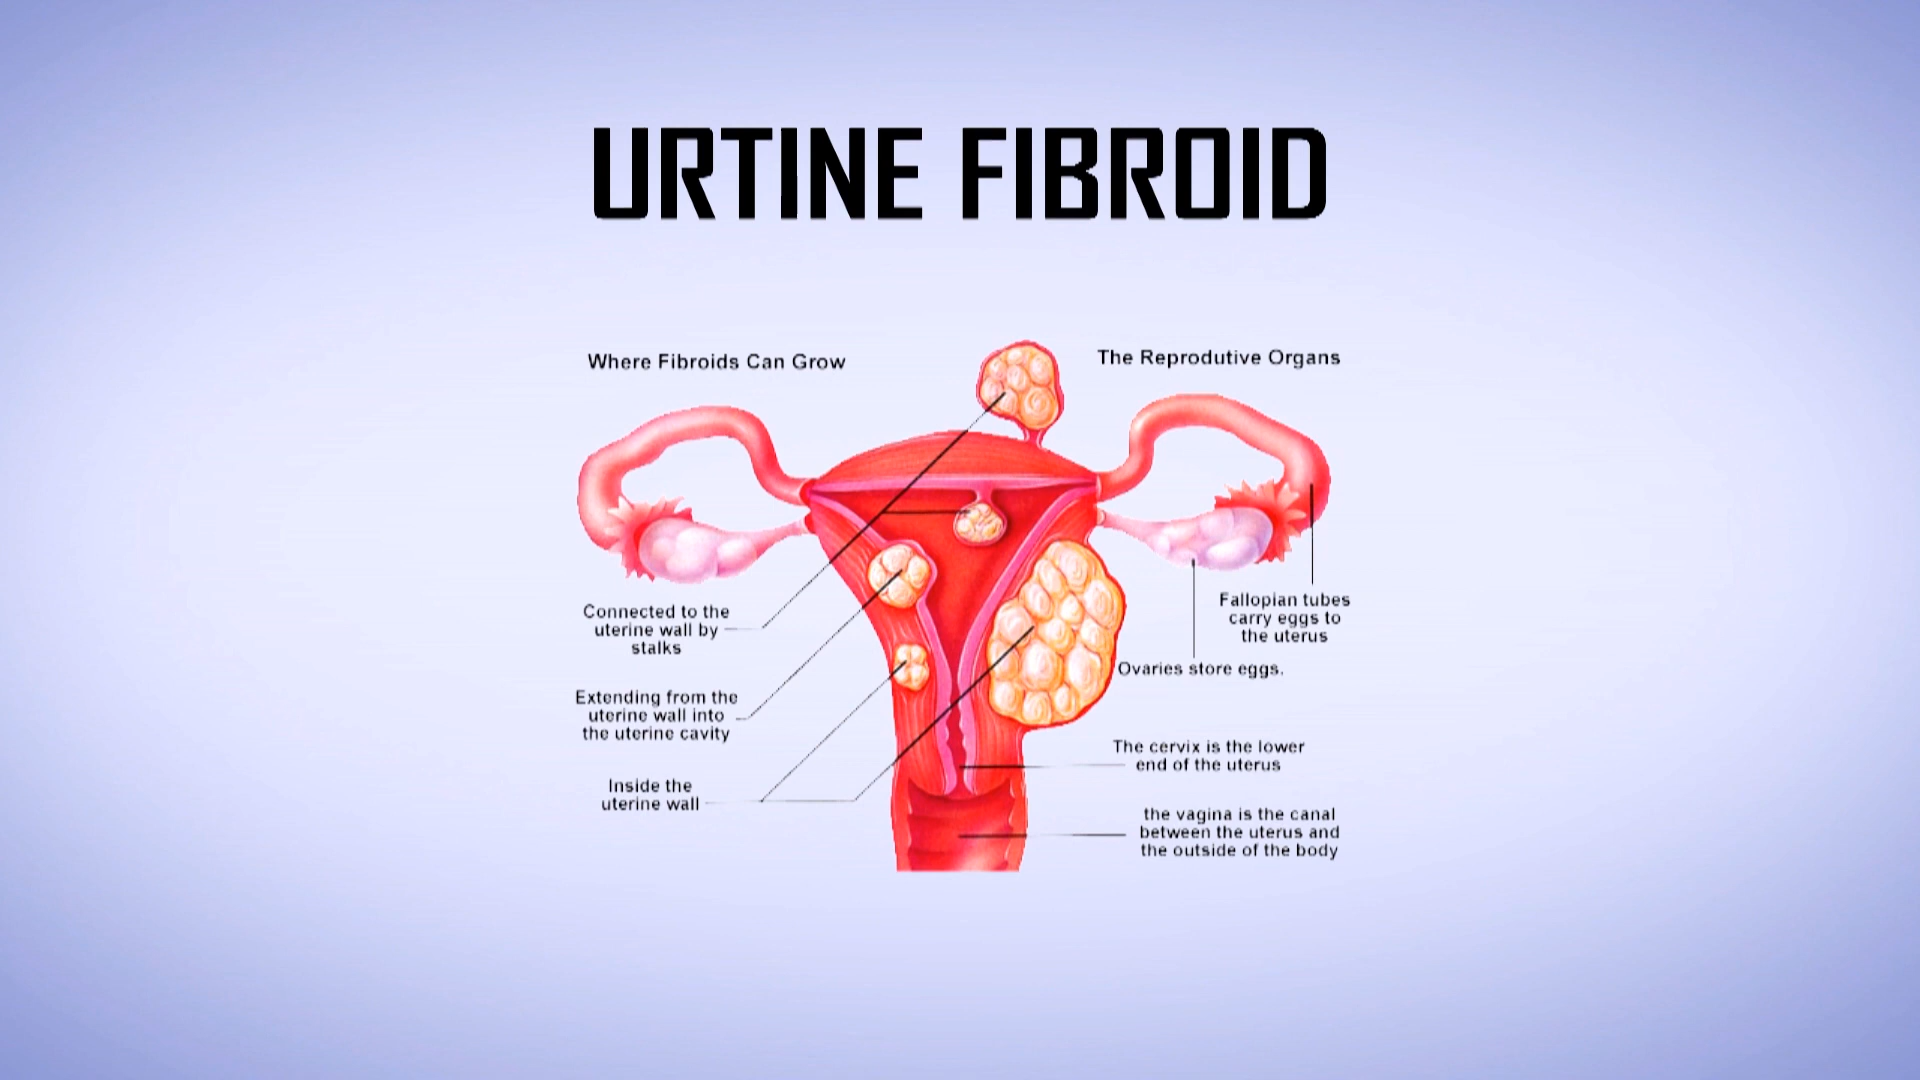 URTINE FIBROID
Where Fibroids Can Grow
The Reprodutive Organs
Connected to the
uterine wall by
stalks
Extending from the
uterine wall into
the uterine cavity
Inside the
uterine wall
Fallopian tubes
carry eggs to
the uterus
Ovaries store eggs.
The cervix is the lower
end of the uterus
the vagina is the canal
between the uterus and
the outside of the body